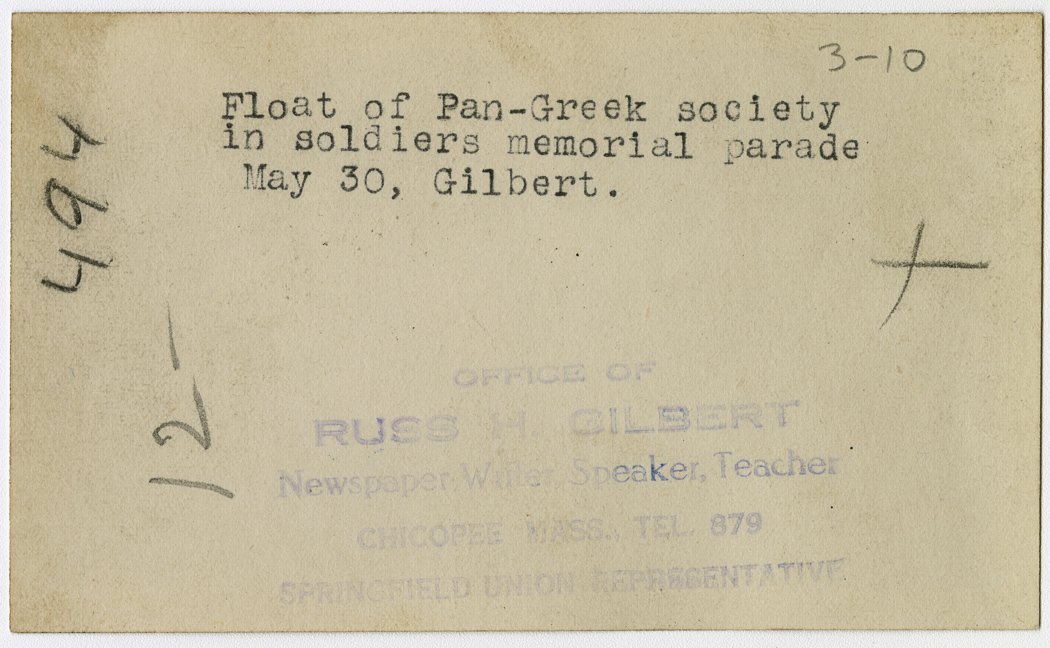 3-10
Float of Pan-Greek society
in soldiers memorial parade
May 30, Gilbert.
494
12-
OFFICE OF
RUSS H. GILBERT
Newspaper Writer, Speaker, Teacher
CHICOPEE MASS., TEL. 879
SPRINGFIELD UNION REPRESENTATIVE